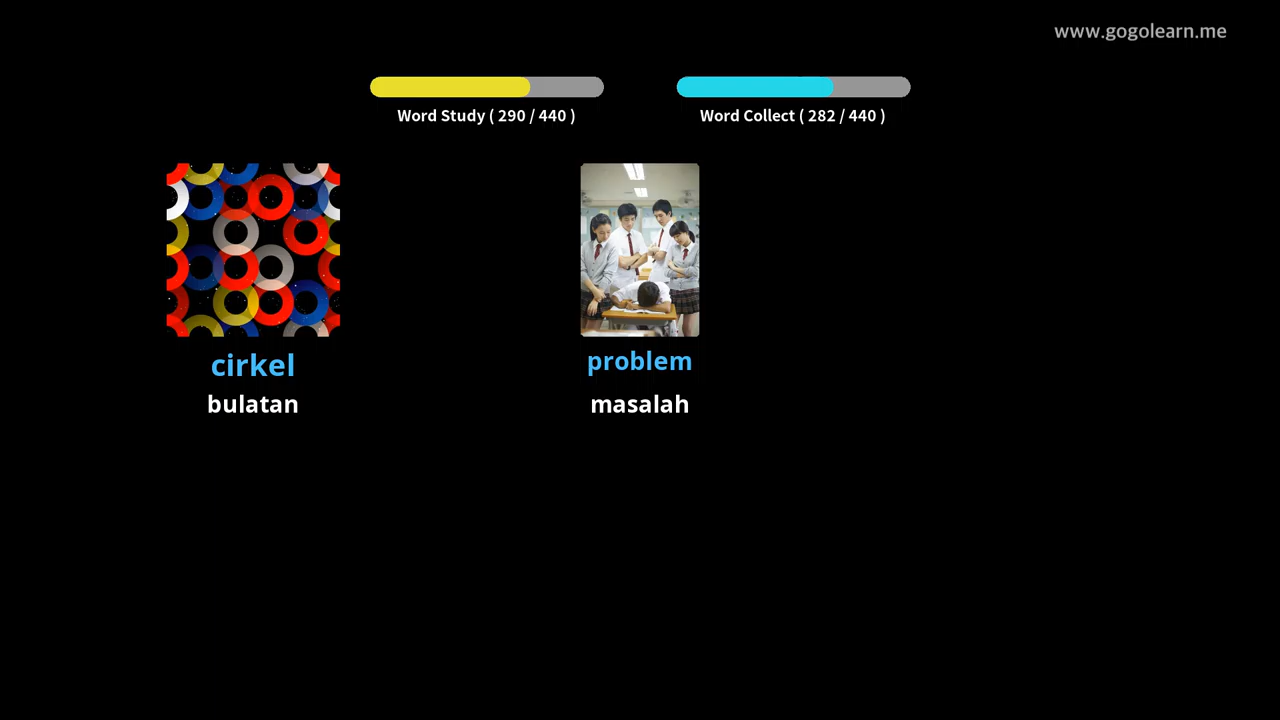 www.gogolearn.me
Word Study ( 290 / 440 )
Word Collect ( 282 / 440 )
cirkel
bulatan
problem
masalah